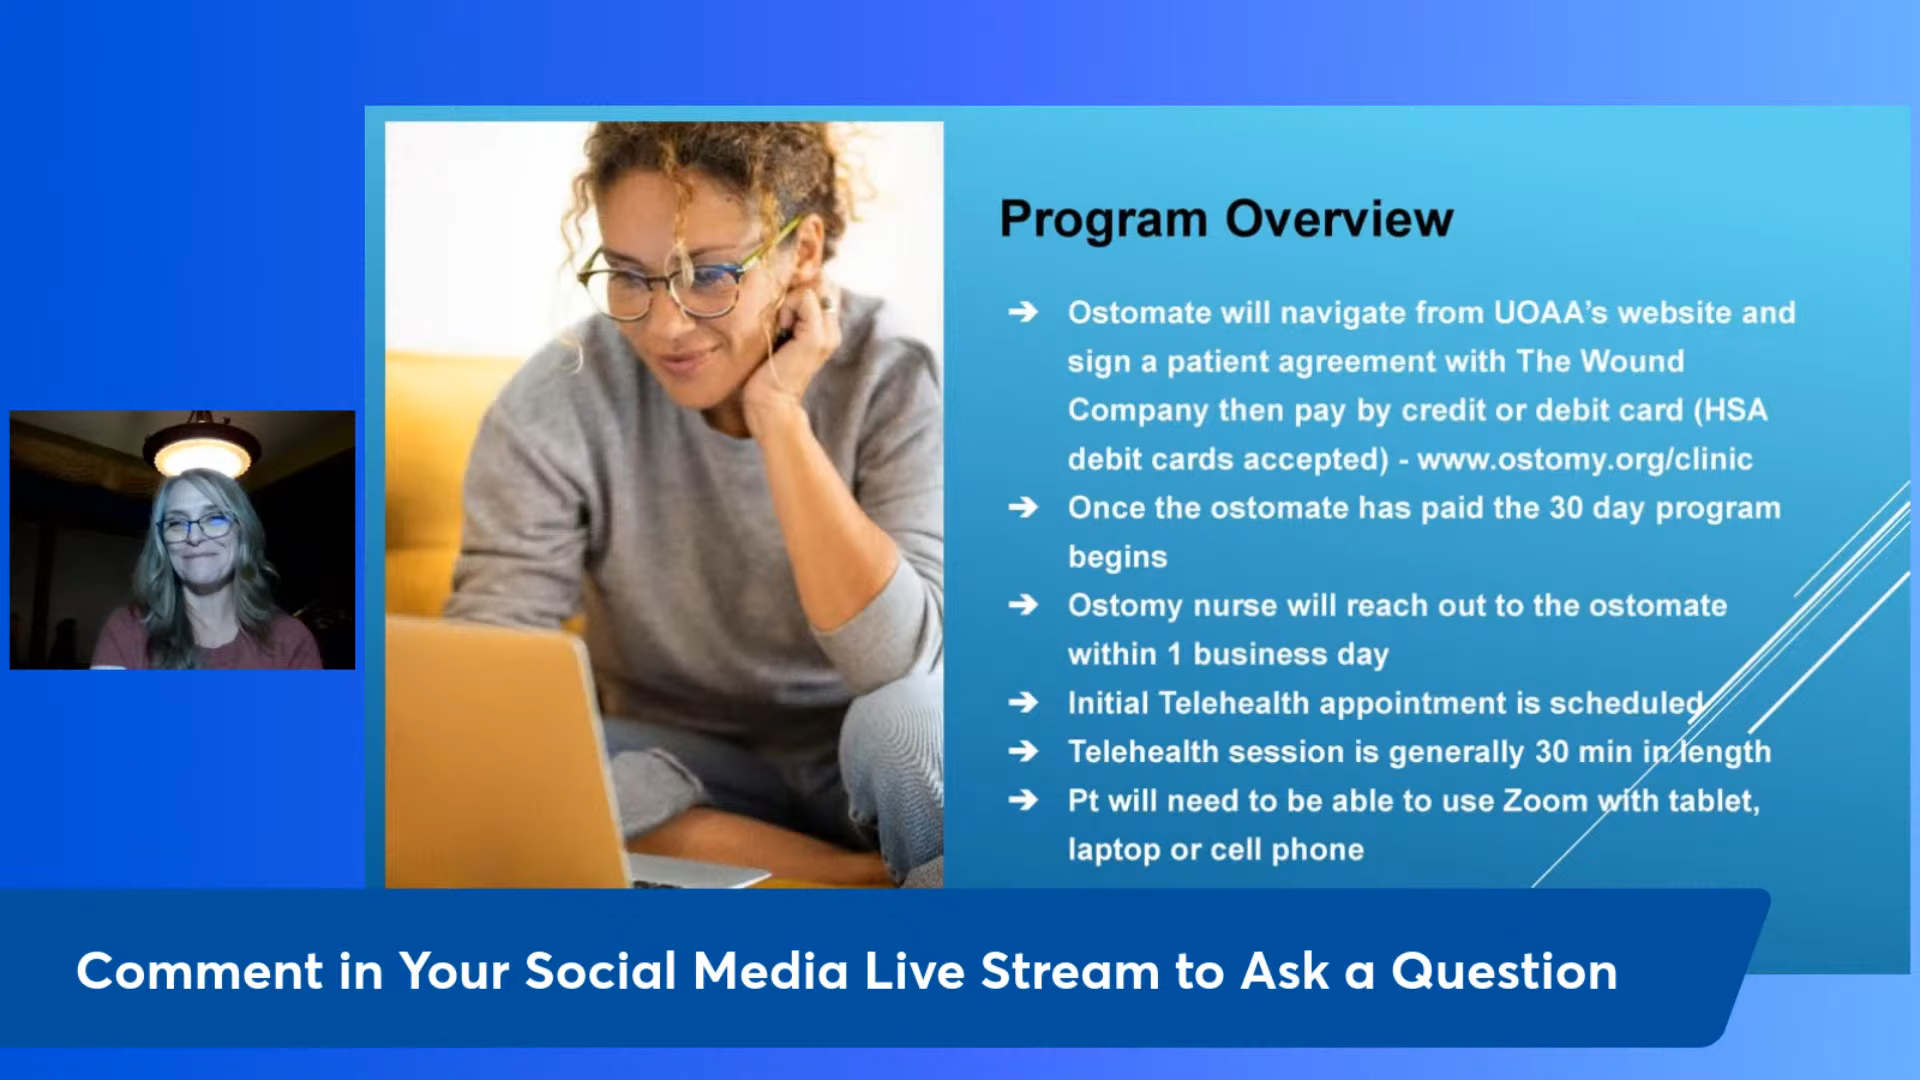 Program Overview
➔ Ostomate will navigate from UOAA's website and
sign a patient agreement with The Wound
Company then pay by credit or debit card (HSA
debit cards accepted) - www.ostomy.org/clinic
➔ Once the ostomate has paid the 30 day program
begins
➔ Ostomy nurse will reach out to the ostomate
within 1 business day
➔ Initial Telehealth appointment is scheduled
➔ Telehealth session is generally 30 min in length
➔ Pt will need to be able to use Zoom with tablet,
laptop or cell phone
Comment in Your Social Media Live Stream to Ask a Question